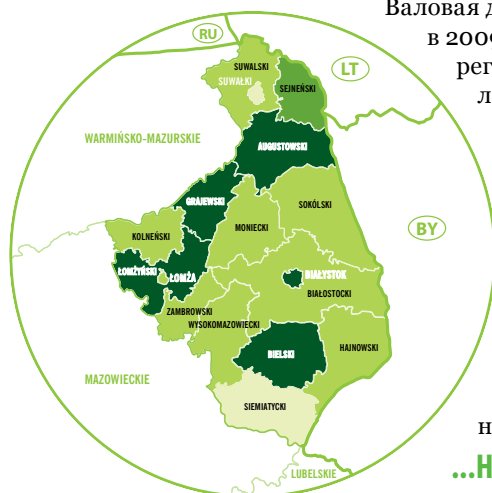 Валовая д
в 200
рег
л
RU
LT
BY
SUWALSKI
SUWAŁKI
SEJNEŃSKI
WARMIŃSKO-MAZURSKIE
AUGUSTOWSKI
GRAJEWSKI
SOKÓLSKI
MONIECKI
KOLNEŃSKI
ŁOMŻYŃSKI
ŁOMŻA
BIAŁYSTOK
BIAŁOSTOCKI
ZAMBROWSKI
WYSOKOMAZOWIECKI
BIELSKI
HAJNOWSKI
MAZOWIECKIE
SIEMIATYCKI
LUBELSKIE
н
...Н